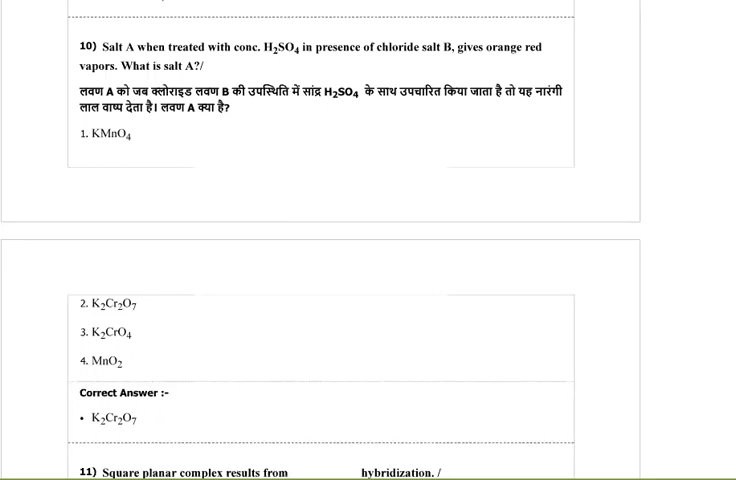 10) Salt A when treated with conc. H₂SO₄ in presence of chloride salt B, gives orange red
vapors. What is salt A?/
लवण A को जब क्लोराइड लवण B की उपस्थिति में सांद्र H₂SO₄ के साथ उपचारित किया जाता है तो यह नारंगी
लाल वाष्प देता है। लवण A क्या है?
1. KMnO₄
2. K₂Cr₂O₇
3. K₂CrO₄
4. MnO₂
Correct Answer :-
• K₂Cr₂O₇
11) Square planar complex results from hybridization. /